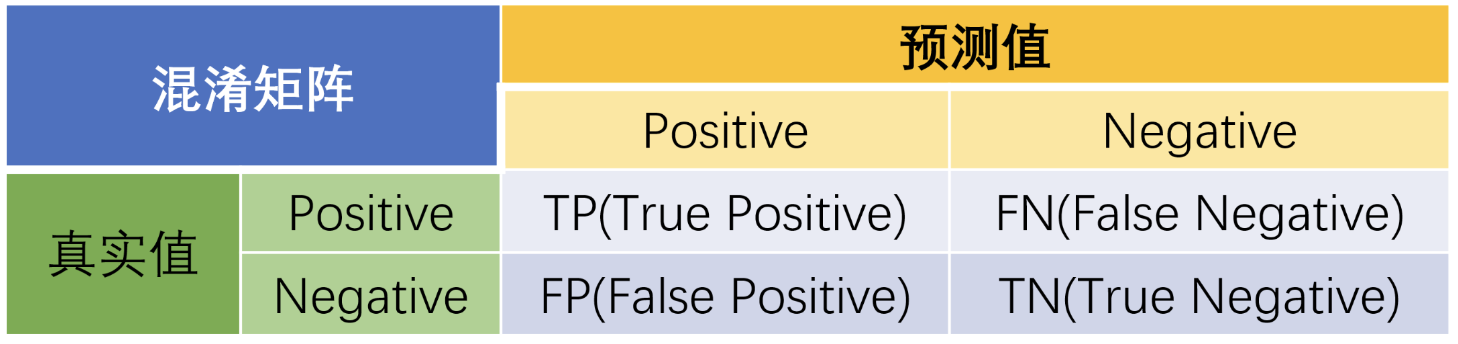 混淆矩阵
预测值
Positive
Negative
真实值
Positive
TP(True Positive)
FN(False Negative)
Negative
FP(False Positive)
TN(True Negative)